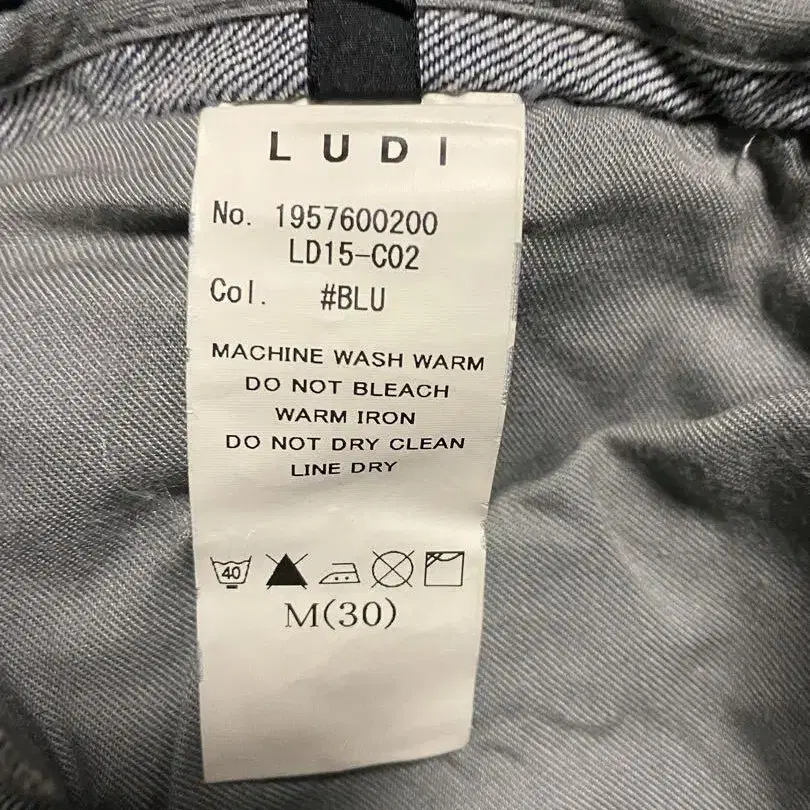 LUDI
No. 1957600200
LD15-C02
Col. #BLU
MACHINE WASH WARM
DO NOT BLEACH
WARM IRON
DO NOT DRY CLEAN
LINE DRY
40
M(30)